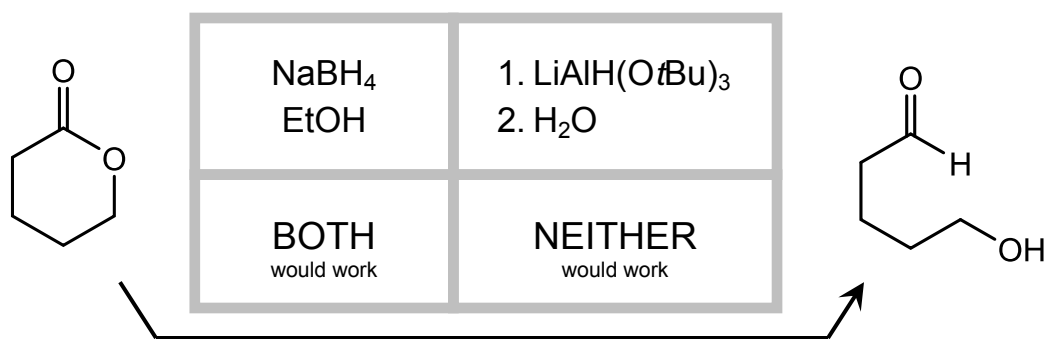 O
O
NaBH₄
EtOH
1. LiAlH(OtBu)₃
2. H₂O
BOTH
would work
NEITHER
would work
O
H
OH